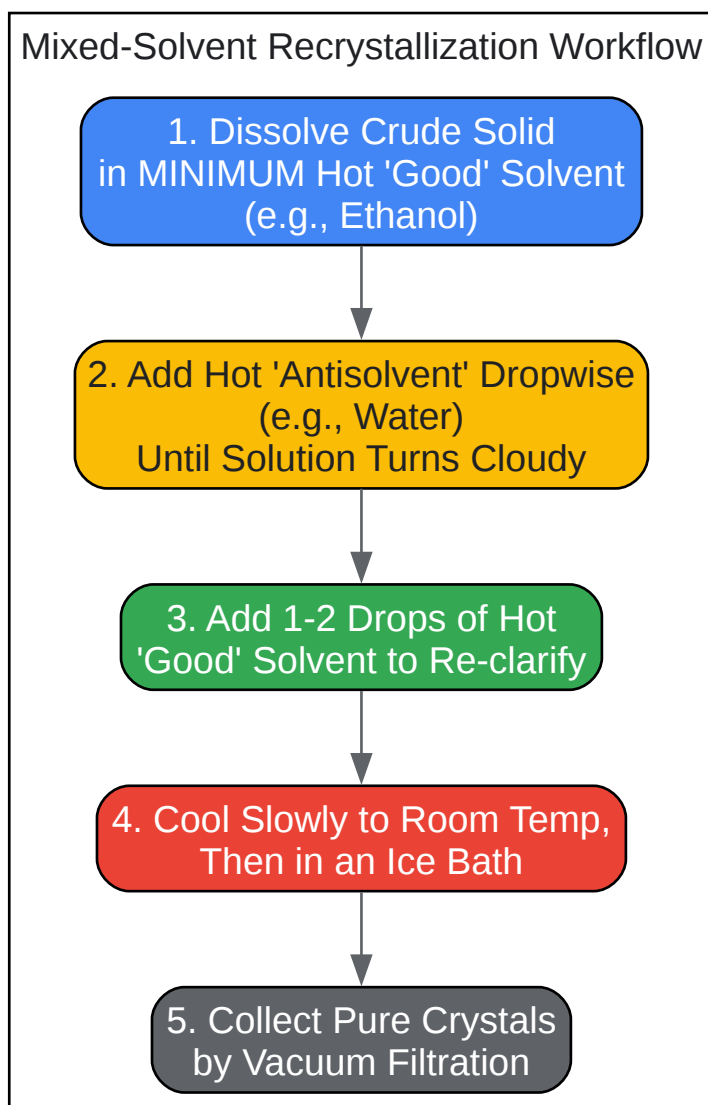 Mixed-Solvent Recrystallization Workflow
1. Dissolve Crude Solid
in MINIMUM Hot 'Good' Solvent
(e.g., Ethanol)
2. Add Hot 'Antisolvent' Dropwise
(e.g., Water)
Until Solution Turns Cloudy
3. Add 1-2 Drops of Hot
'Good' Solvent to Re-clarify
4. Cool Slowly to Room Temp,
Then in an Ice Bath
5. Collect Pure Crystals
by Vacuum Filtration